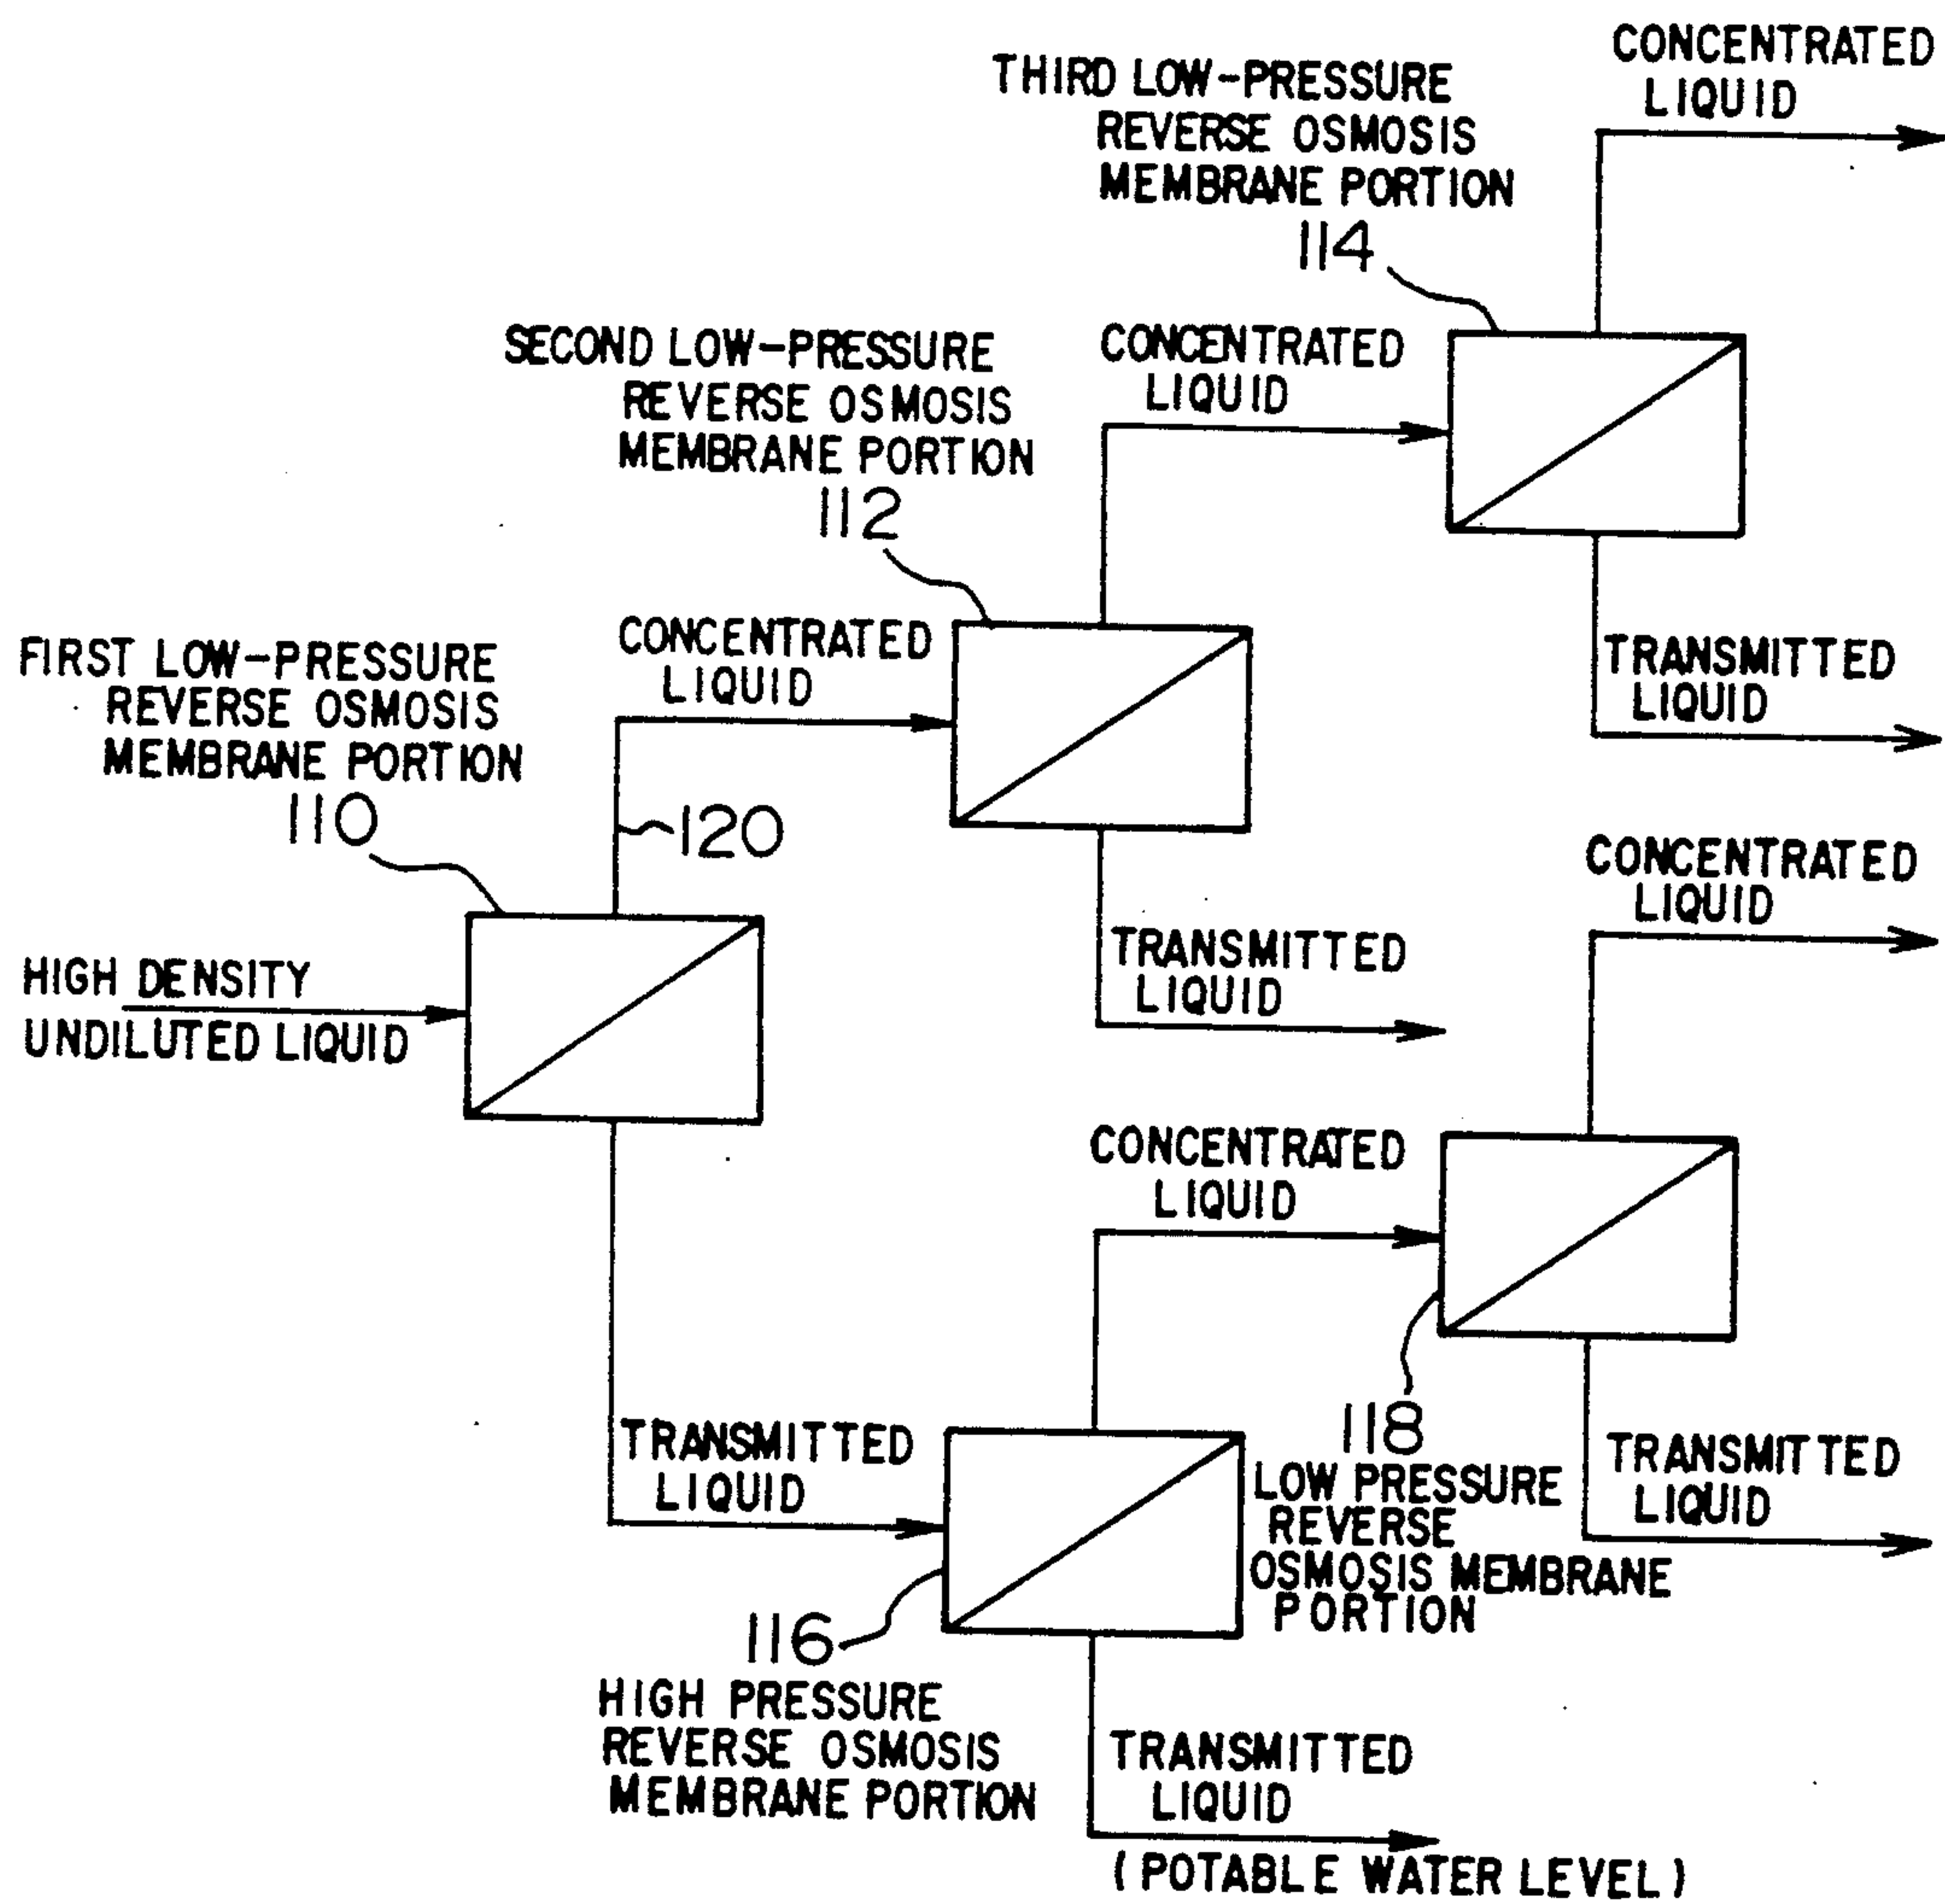 CONCENTRATED
LIQUID
THIRD LOW-PRESSURE
REVERSE OSMOSIS
MEMBRANE PORTION
114
SECOND LOW-PRESSURE
REVERSE OSMOSIS
MEMBRANE PORTION
112
CONCENTRATED
LIQUID
FIRST LOW-PRESSURE
REVERSE OSMOSIS
MEMBRANE PORTION
110
CONCENTRATED
LIQUID
120
TRANSMITTED
LIQUID
HIGH DENSITY
UNDILUTED LIQUID
TRANSMITTED
LIQUID
CONCENTRATED
LIQUID
CONCENTRATED
LIQUID
TRANSMITTED
LIQUID
118
LOW PRESSURE
REVERSE
OSMOSIS MEMBRANE
PORTION
TRANSMITTED
LIQUID
116
HIGH PRESSURE
REVERSE OSMOSIS
MEMBRANE PORTION
TRANSMITTED
LIQUID
(POTABLE WATER LEVEL)